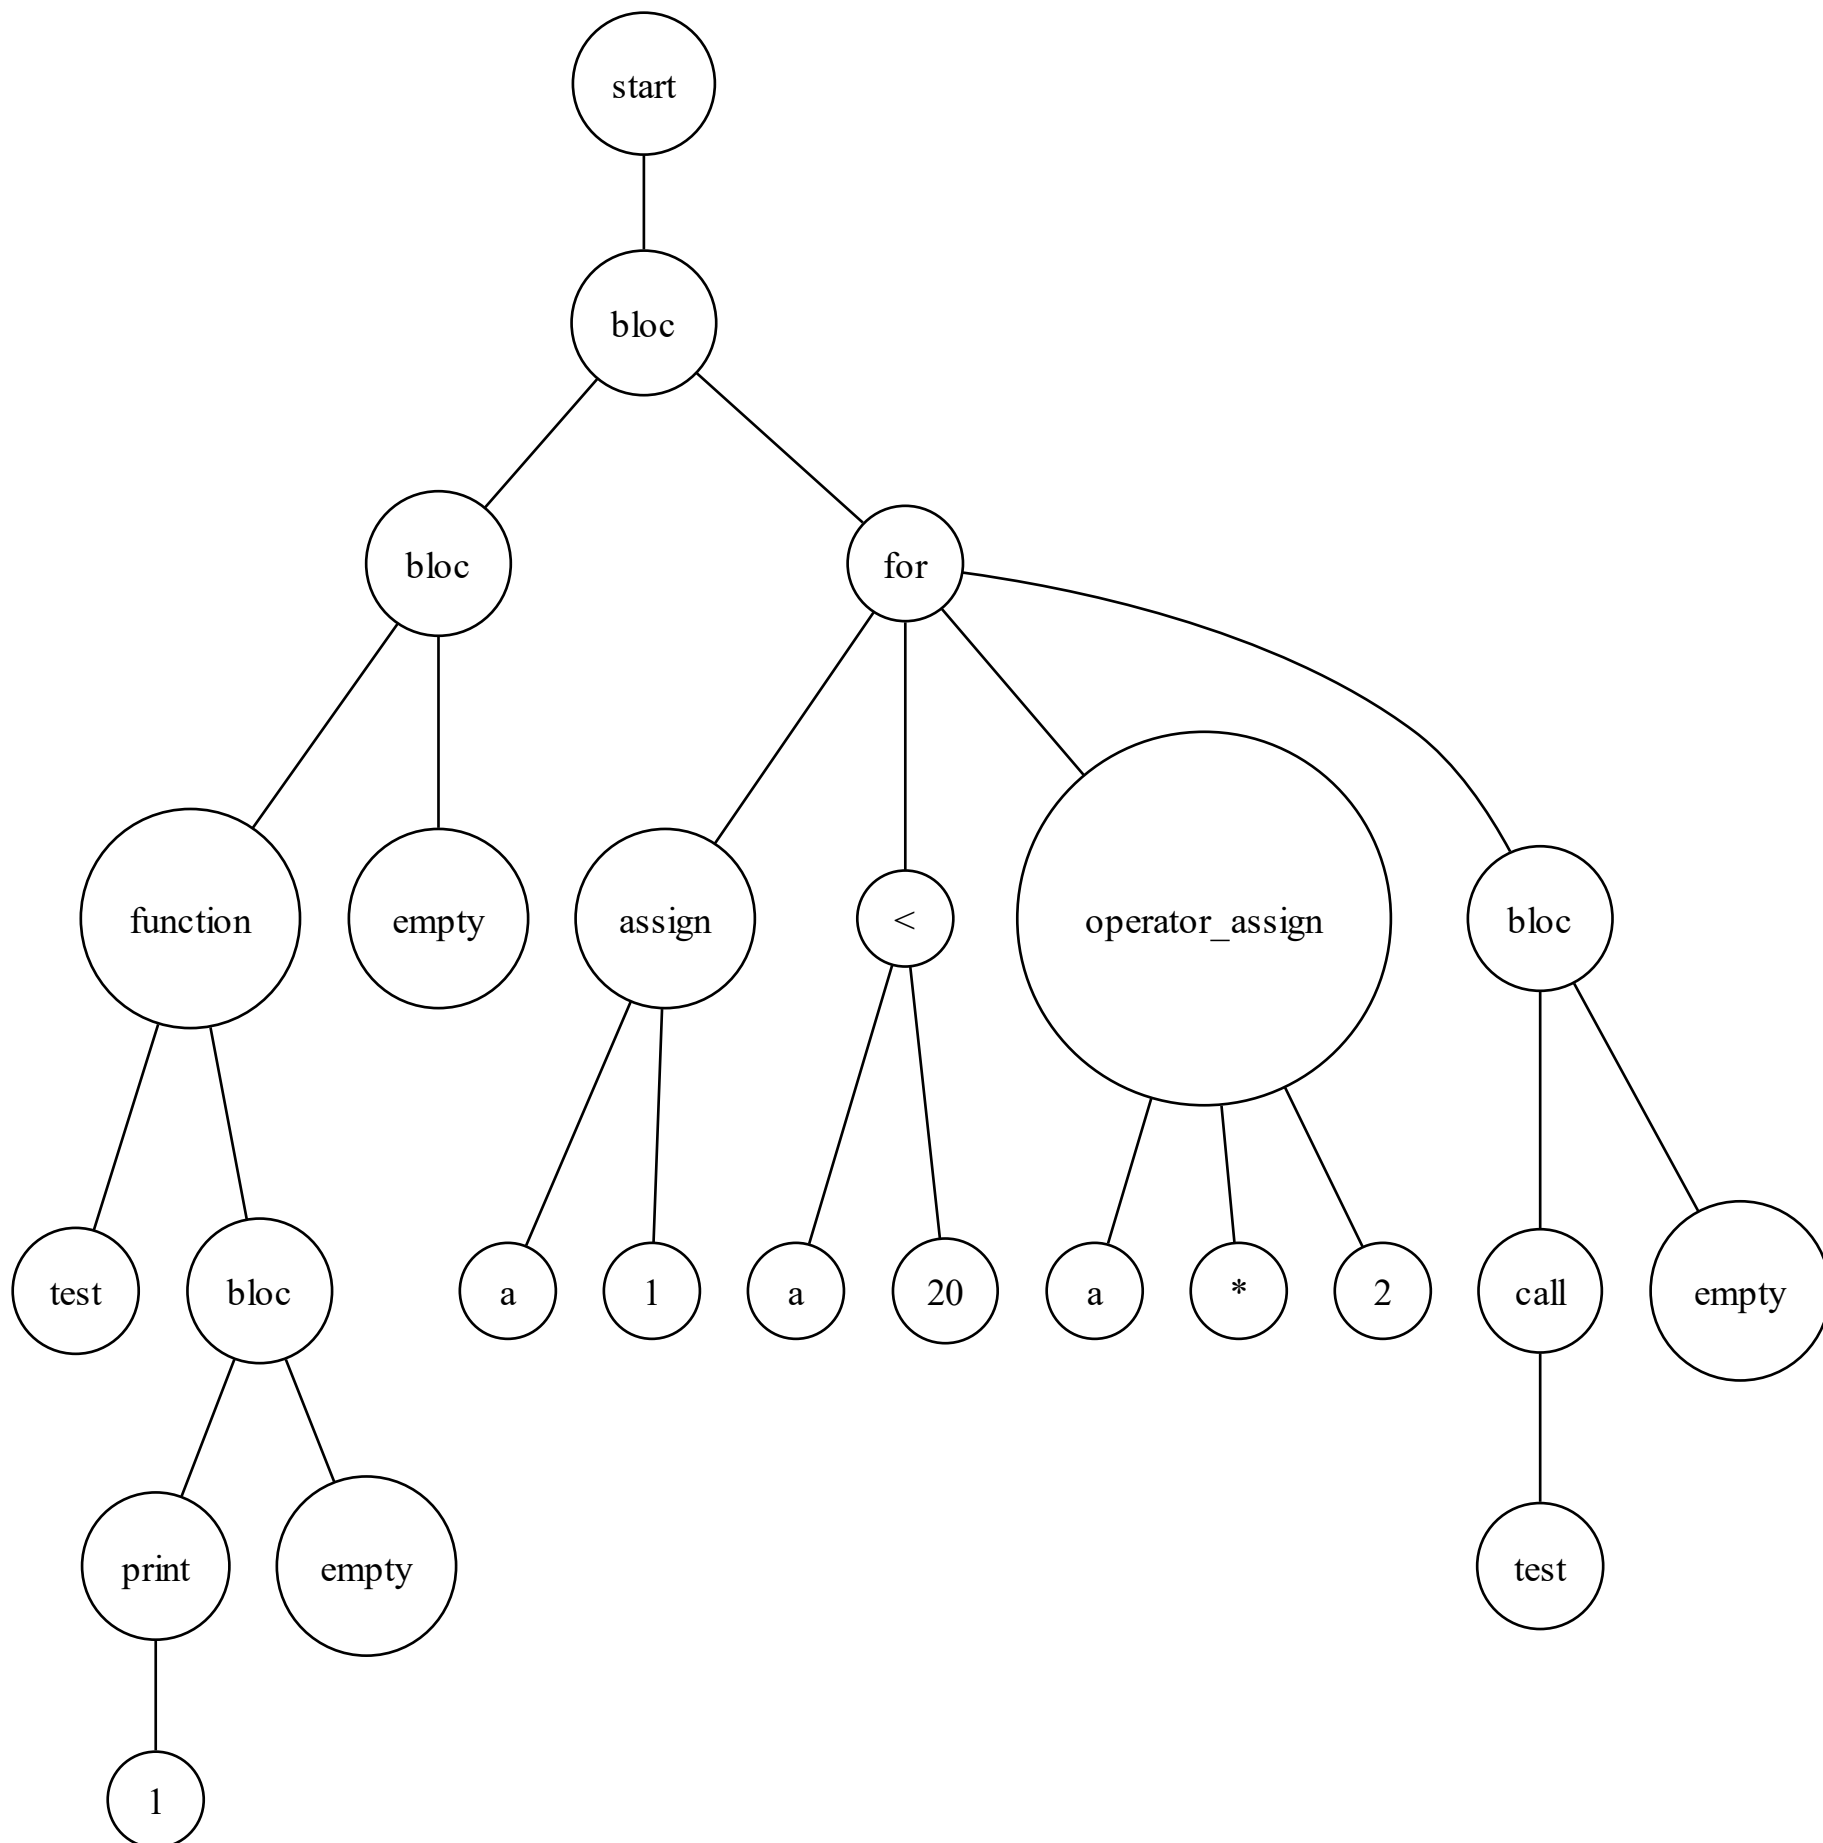 start
bloc
bloc
for
function
empty
assign
<
operator_assign
bloc
test
bloc
a
1
a
20
a
*
2
call
empty
print
empty
test
1